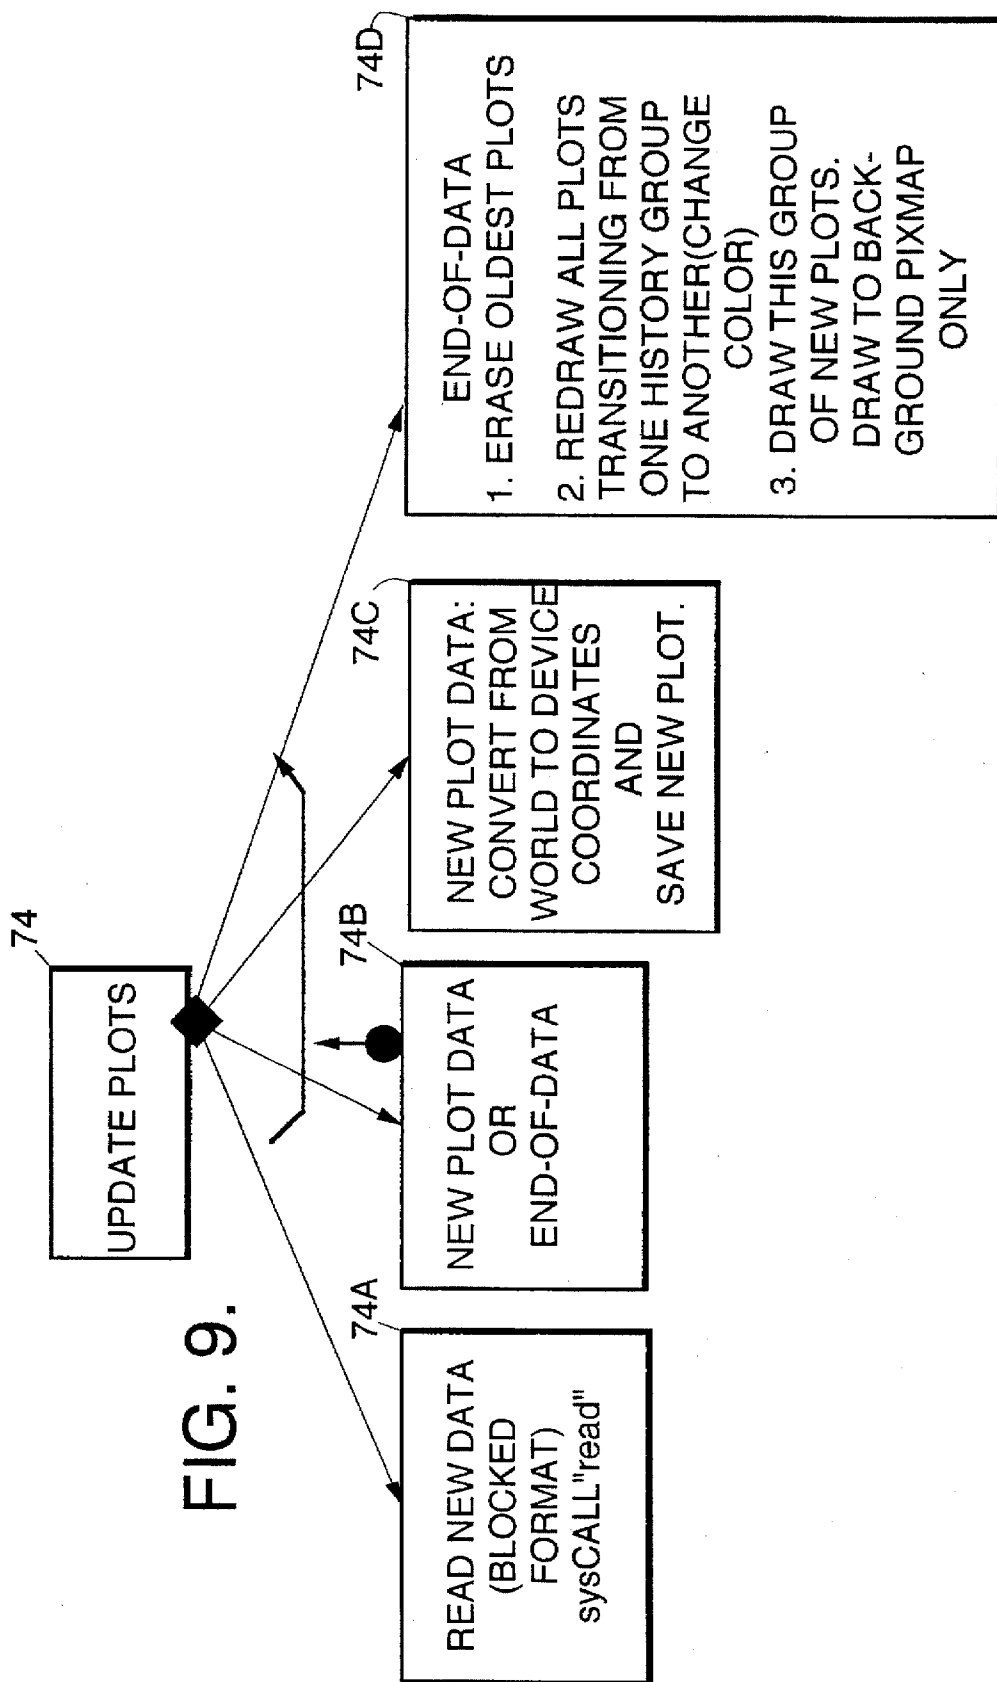 FIG. 9.
74
UPDATE PLOTS
74A
READ NEW DATA
(BLOCKED
FORMAT)
sysCALL"read"
74B
NEW PLOT DATA
OR
END-OF-DATA
74C
NEW PLOT DATA:
CONVERT FROM
WORLD TO DEVICE
COORDINATES
AND
SAVE NEW PLOT.
74D
END-OF-DATA
1. ERASE OLDEST PLOTS
2. REDRAW ALL PLOTS
TRANSITIONING FROM
ONE HISTORY GROUP
TO ANOTHER(CHANGE
COLOR)
3. DRAW THIS GROUP
OF NEW PLOTS.
DRAW TO BACK-
GROUND PIXMAP
ONLY